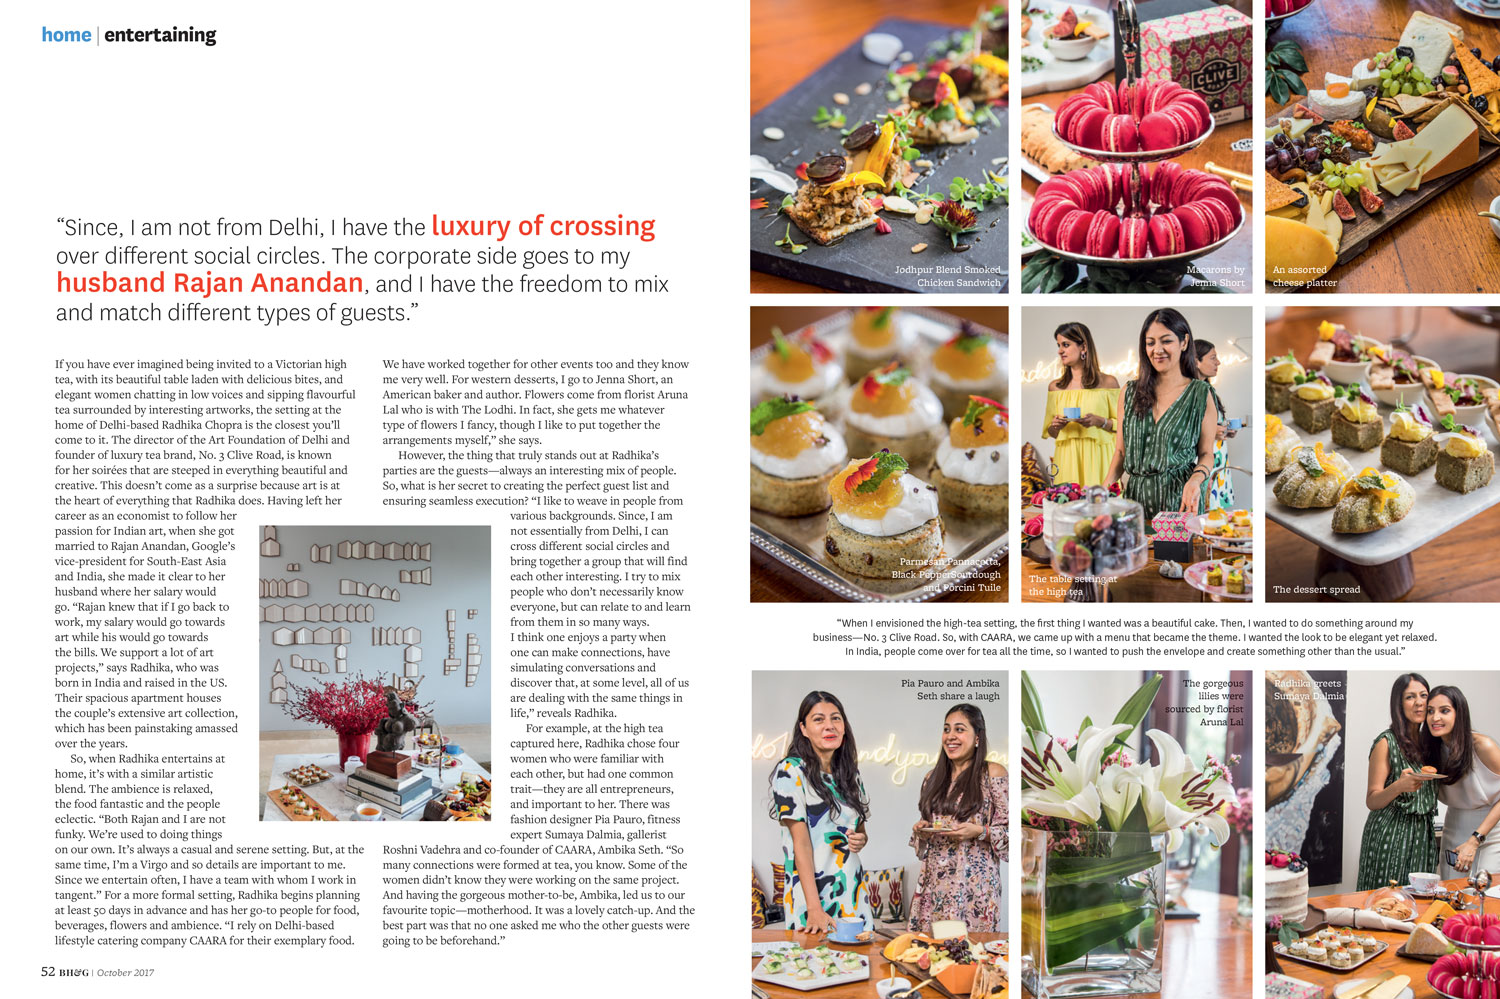 home | entertaining
“Since, I am not from Delhi, I have the luxury of crossing
over different social circles. The corporate side goes to my
husband Rajan Anandan, and I have the freedom to mix
and match different types of guests.”
If you have ever imagined being invited to a Victorian high
tea, with its beautiful table laden with delicious bites, and
elegant women chatting in low voices and sipping flavourful
tea surrounded by interesting artworks, the setting at the
home of Delhi-based Radhika Chopra is the closest you’ll
come to it. The director of the Art Foundation of Delhi and
founder of luxury tea brand, No. 3 Clive Road, is known
for her soirées that are steeped in everything beautiful and
creative. This doesn’t come as a surprise because art is at
the heart of everything that Radhika does. Having left her
career as an economist to follow her
passion for Indian art, when she got
married to Rajan Anandan, Google’s
vice-president for South-East Asia
and India, she made it clear to her
husband where her salary would
go. “Rajan knew that if I go back to
work, my salary would go towards
art while his would go towards
the bills. We support a lot of art
projects,” says Radhika, who was
born in India and raised in the US.
Their spacious apartment houses
the couple’s extensive art collection,
which has been painstaking amassed
over the years.
So, when Radhika entertains at
home, it’s with a similar artistic
blend. The ambience is relaxed,
the food fantastic and the people
eclectic. “Both Rajan and I are not
funky. We’re used to doing things
on our own. It’s always a casual and serene setting. But, at the
same time, I’m a Virgo and so details are important to me.
Since we entertain often, I have a team with whom I work in
tangent.” For a more formal setting, Radhika begins planning
at least 50 days in advance and has her go-to people for food,
beverages, flowers and ambience. “I rely on Delhi-based
lifestyle catering company CAARA for their exemplary food.
We have worked together for other events too and they know
me very well. For western desserts, I go to Jenna Short, an
American baker and author. Flowers come from florist Aruna
Lal who is with The Lodhi. In fact, she gets me whatever
type of flowers I fancy, though I like to put together the
arrangements myself,” she says.
However, the thing that truly stands out at Radhika’s
parties are the guests—always an interesting mix of people.
So, what is her secret to creating the perfect guest list and
ensuring seamless execution? “I like to weave in people from
various backgrounds. Since, I am
not essentially from Delhi, I can
cross different social circles and
bring together a group that will find
each other interesting. I try to mix
people who don’t necessarily know
everyone, but can relate to and learn
from them in so many ways.
I think one enjoys a party when
one can make connections, have
simulating conversations and
discover that, at some level, all of us
are dealing with the same things in
life,” reveals Radhika.
For example, at the high tea
captured here, Radhika chose four
women who were familiar with
each other, but had one common
trait—they are all entrepreneurs,
and important to her. There was
fashion designer Pia Pauro, fitness
expert Sumaya Dalmia, gallerist
Roshni Vadehra and co-founder of CAARA, Ambika Seth. “So
many connections were formed at tea, you know. Some of the
women didn’t know they were working on the same project.
And having the gorgeous mother-to-be, Ambika, led us to our
favourite topic—motherhood. It was a lovely catch-up. And the
best part was that no one asked me who the other guests were
going to be beforehand.”
52 BH&G | October 2017
Jodhpur Blend Smoked
Chicken Sandwich
CLIVE
Macarons by
Jenna Short
An assorted
cheese platter
Parmesan Pannacotta,
Black Pepper Sourdough
and Porcini Tuile
The table setting at
the high tea
The dessert spread
“When I envisioned the high-tea setting, the first thing I wanted was a beautiful cake. Then, I wanted to do something around my
business—No. 3 Clive Road. So, with CAARA, we came up with a menu that became the theme. I wanted the look to be elegant yet relaxed.
In India, people come over for tea all the time, so I wanted to push the envelope and create something other than the usual.”
Pia Pauro and Ambika
Seth share a laugh
The gorgeous
lilies were
sourced by florist
Aruna Lal
Radhika greets
Sumaya Dalmia